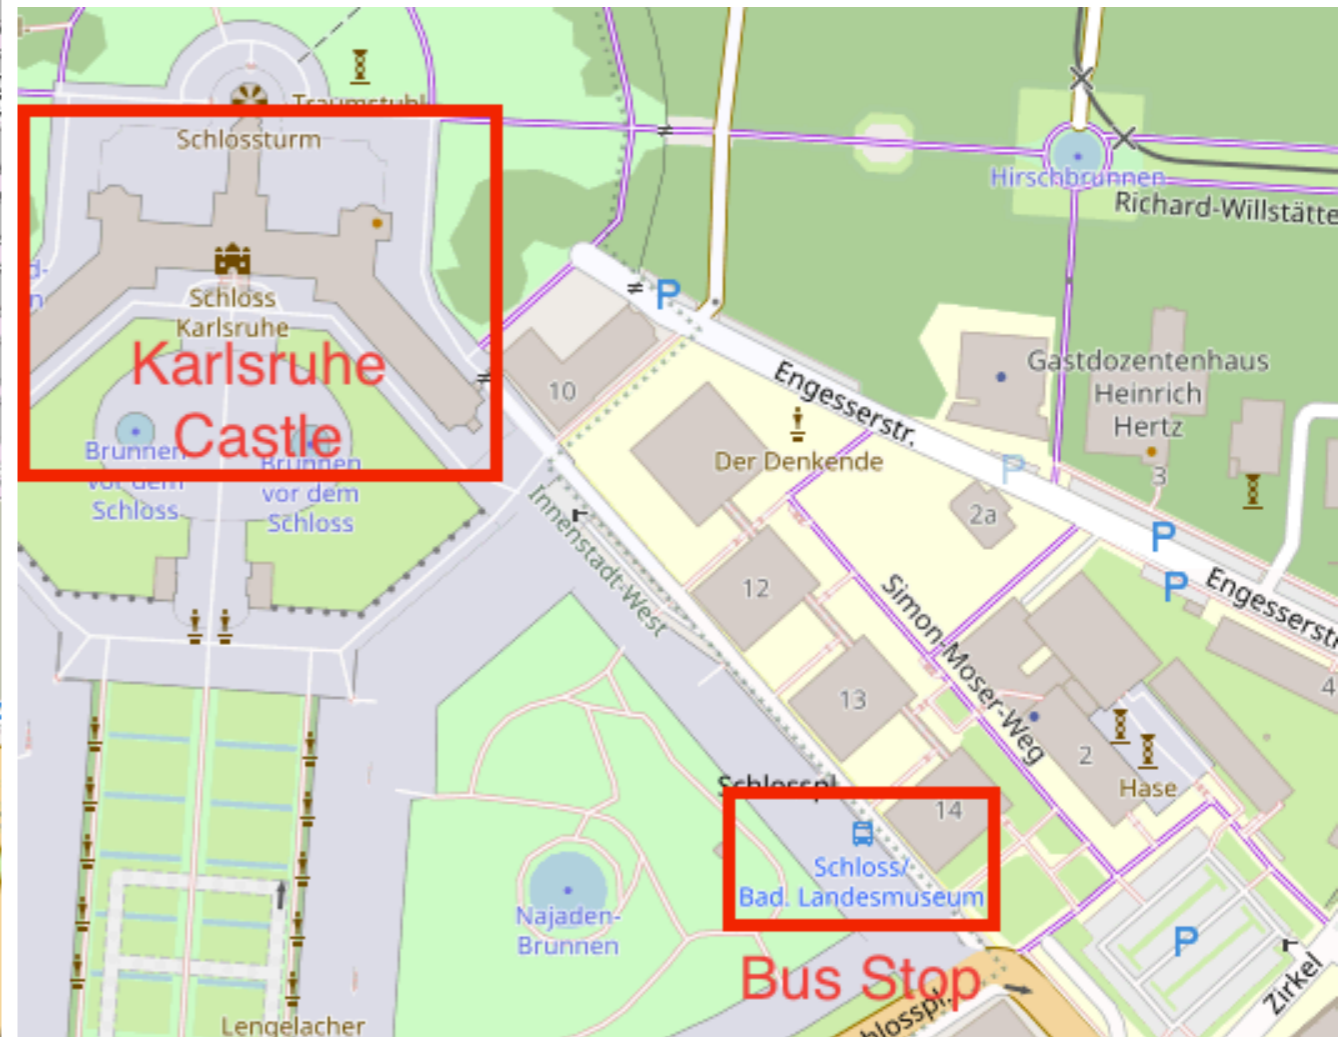 Traumstuhl
Schlossturm
Hirschbrunnen
Richard-Willstätte
P
d-
n
Schloss
Karlsruhe
Karlsruhe
Castle
10
Engesserstr.
Gastdozentenhaus
Heinrich
Hertz
3
Der Denkende
P
Brunnen
vor dem
Schloss
Brunnen
vor dem
Schloss
2a
P
P
Innenstadt-West
12
Simon-Moser-Weg
Engesserstr
13
4
2
Hase
Schlosspl.
14
Schloss/
Bad. Landesmuseum
Najaden-
Brunnen
Bus Stop
P
Zirkel
hlosspl.
Lengelacher